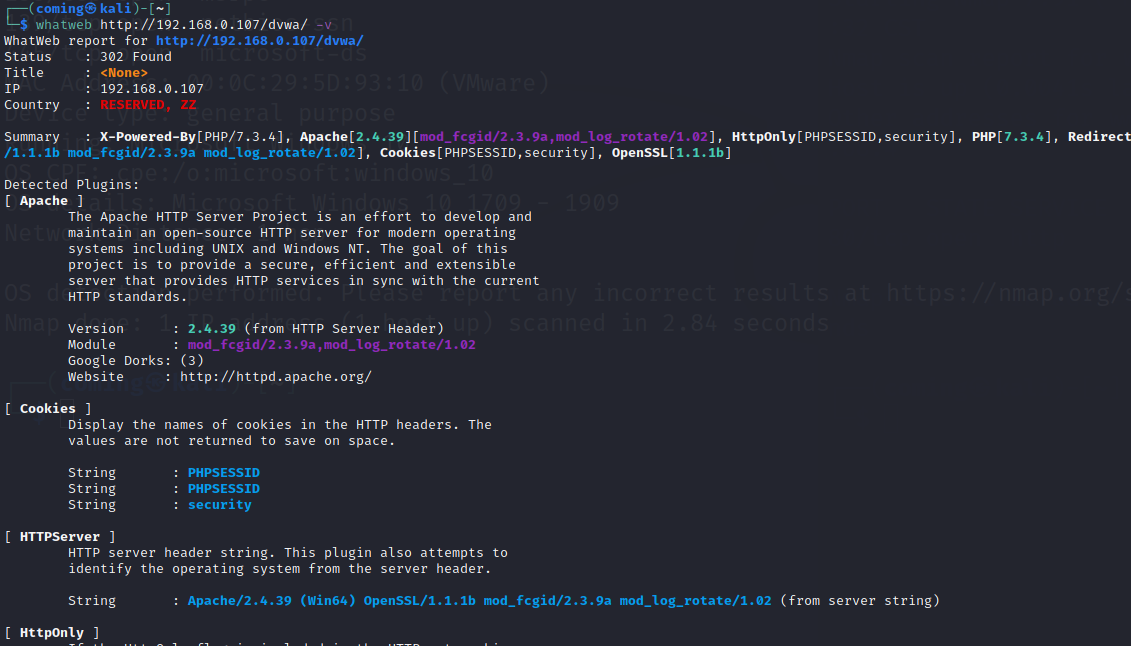 (coming㉿kali)-[~]
$ whatweb http://192.168.0.107/dvwa/ -v
WhatWeb report for http://192.168.0.107/dvwa/
Status    : 302 Found
Title     : <None>
IP        : 192.168.0.107
Country   : RESERVED, ZZ
Summary   : X-Powered-By[PHP/7.3.4], Apache[2.4.39][mod_fcgid/2.3.9a,mod_log_rotate/1.02], HttpOnly[PHPSESSID,security], PHP[7.3.4], Redirect
/1.1.1b mod_fcgid/2.3.9a mod_log_rotate/1.02], Cookies[PHPSESSID,security], OpenSSL[1.1.1b]
Detected Plugins:
[ Apache ]
The Apache HTTP Server Project is an effort to develop and
maintain an open-source HTTP server for modern operating
systems including UNIX and Windows NT. The goal of this
project is to provide a secure, efficient and extensible
server that provides HTTP services in sync with the current
HTTP standards.
Version      : 2.4.39 (from HTTP Server Header)
Module       : mod_fcgid/2.3.9a,mod_log_rotate/1.02
Google Dorks: (3)
Website     : http://httpd.apache.org/
[ Cookies ]
Display the names of cookies in the HTTP headers. The
values are not returned to save on space.
String       : PHPSESSID
String       : PHPSESSID
String       : security
[ HTTPServer ]
HTTP server header string. This plugin also attempts to
identify the operating system from the server header.
String       : Apache/2.4.39 (Win64) OpenSSL/1.1.1b mod_fcgid/2.3.9a mod_log_rotate/1.02 (from server string)
[ HttpOnly ]